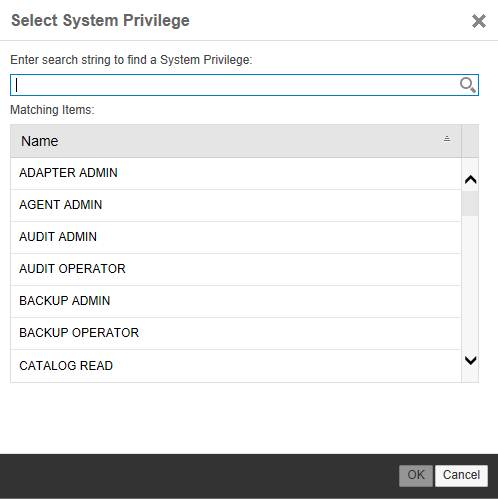 Select System Privilege
Enter search string to find a System Privilege:
Matching Items:
Name
ADAPTER ADMIN
AGENT ADMIN
AUDIT ADMIN
AUDIT OPERATOR
BACKUP ADMIN
BACKUP OPERATOR
CATALOG READ
OK Cancel